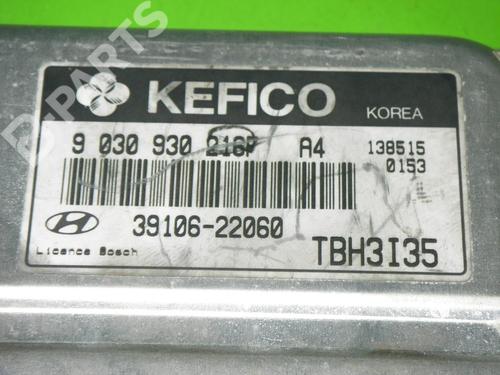 KEFICO
KOREA
9 030 930 216F A4 138515
0153
39106-22060
Licence Bosch
TBH3I35
D-PARTS